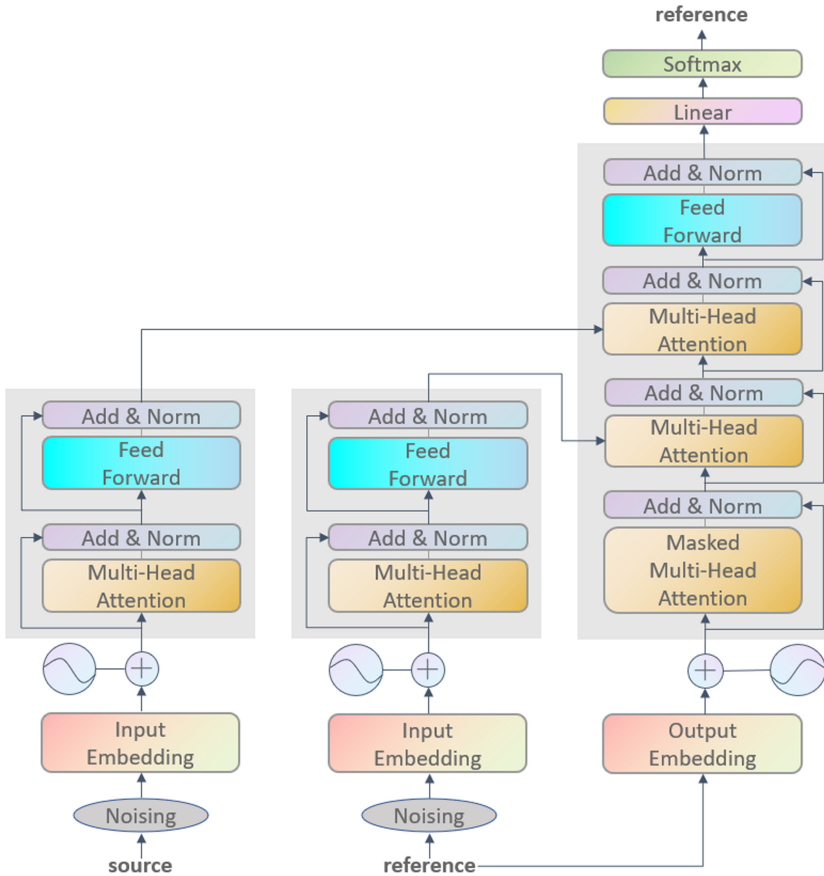 reference
Softmax
Linear
Add & Norm
Feed
Forward
Add & Norm
Multi-Head
Attention
Add & Norm
Multi-Head
Attention
Add & Norm
Masked
Multi-Head
Attention
Output
Embedding
Add & Norm
Feed
Forward
Add & Norm
Multi-Head
Attention
Input
Embedding
Noising
source
Add & Norm
Feed
Forward
Add & Norm
Multi-Head
Attention
Input
Embedding
Noising
reference